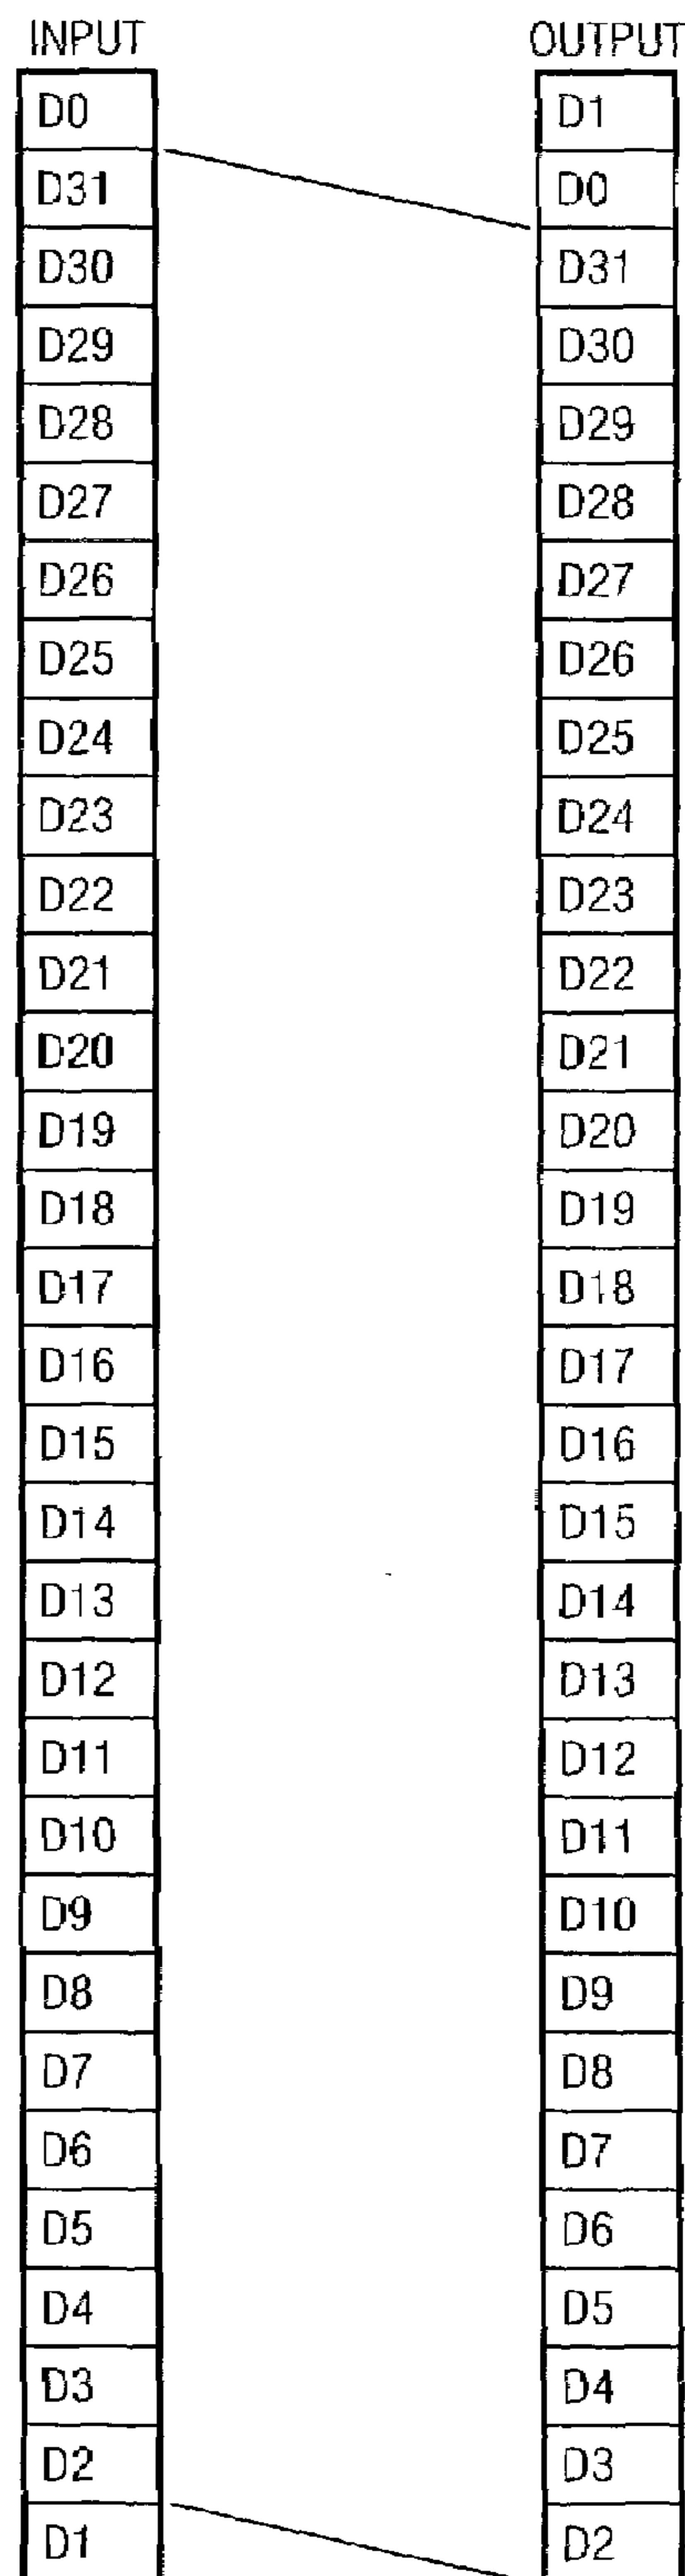 INPUT OUTPUT
D0 D1
D31 D0
D30 D31
D29 D30
D28 D29
D27 D28
D26 D27
D25 D26
D24 D25
D23 D24
D22 D23
D21 D22
D20 D21
D19 D20
D18 D19
D17 D18
D16 D17
D15 D16
D14 D15
D13 D14
D12 D13
D11 D12
D10 D11
D9 D10
D8 D9
D7 D8
D6 D7
D5 D6
D4 D5
D3 D4
D2 D3
D1 D2